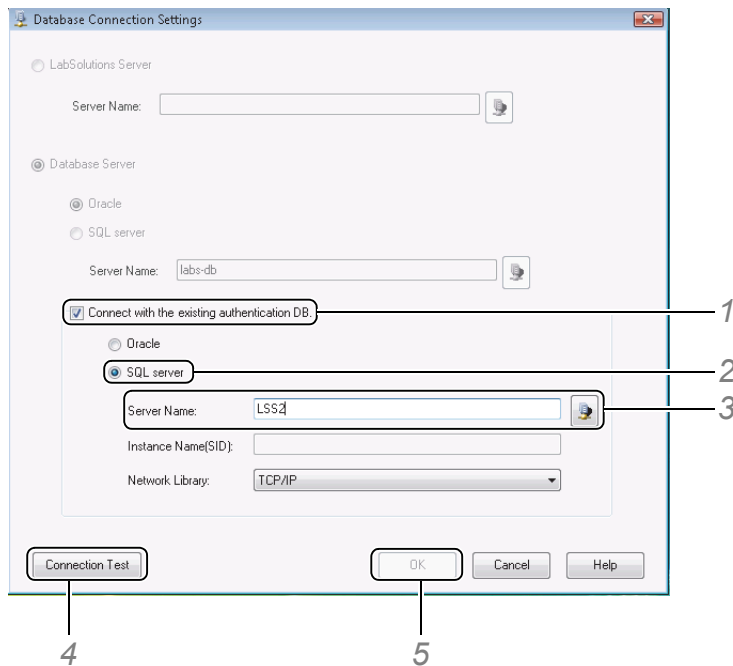 Database Connection Settings
LabSolutions Server
Server Name:
Database Server
Oracle
SQL server
Server Name: labs-db
Connect with the existing authentication DB. 1
Oracle
SQL server 2
Server Name: LSS2 3
Instance Name(SID):
Network Library: TCP/IP
Connection Test OK Cancel Help
4 5